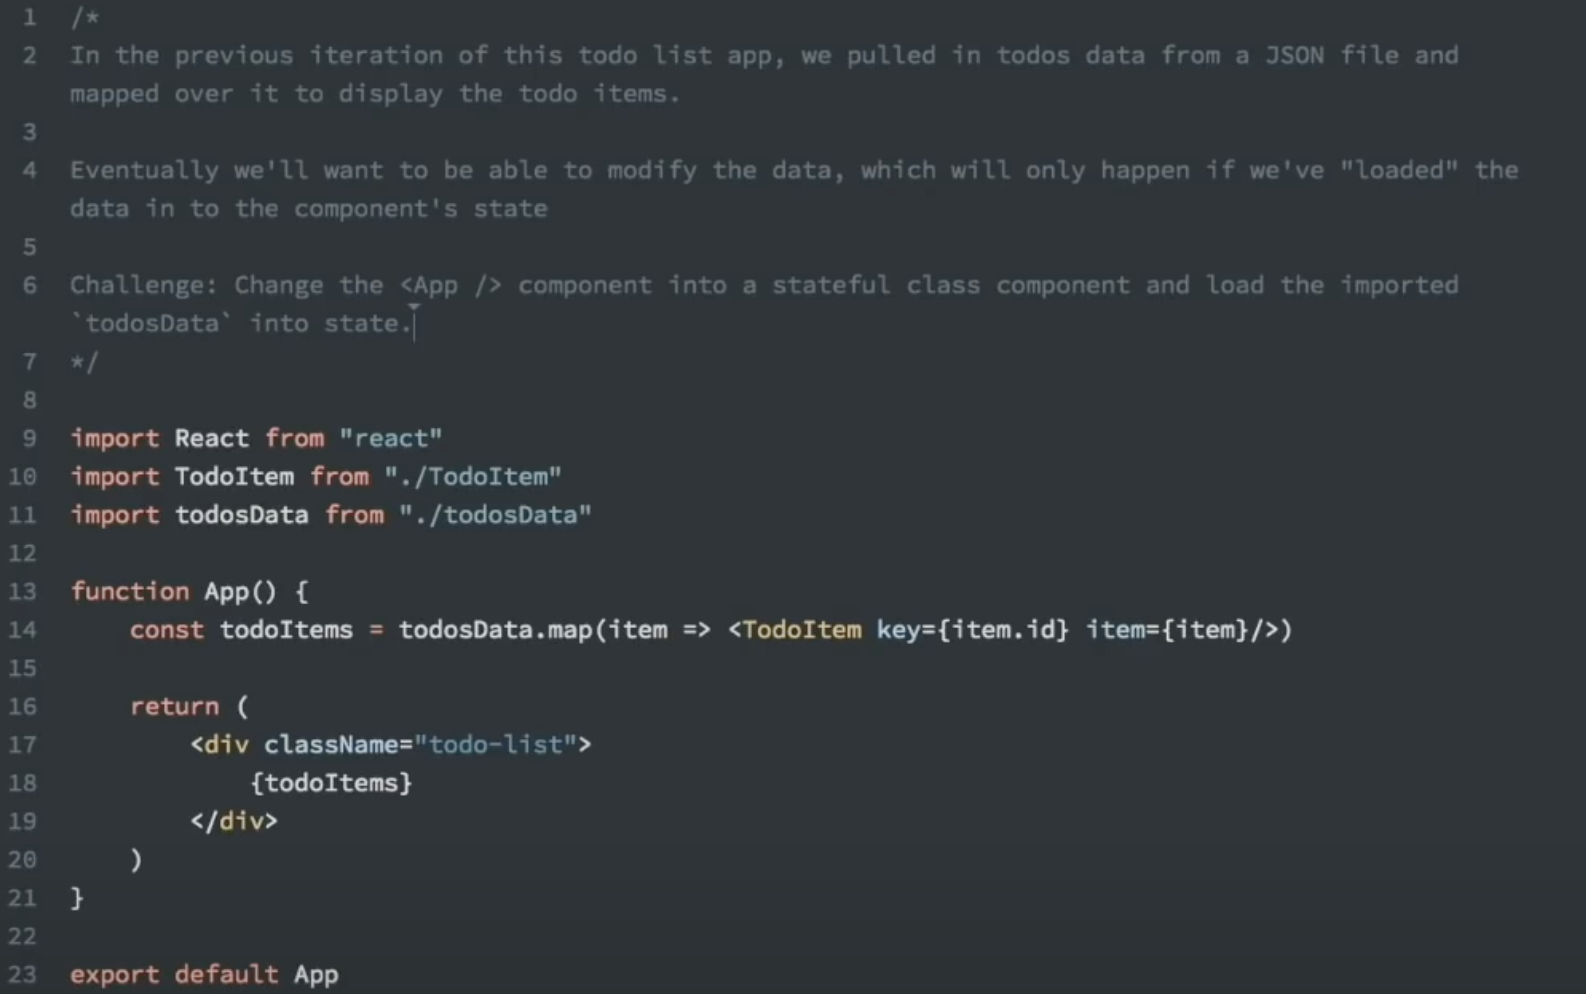 1 /*
2 In the previous iteration of this todo list app, we pulled in todos data from a JSON file and
mapped over it to display the todo items.
3
4 Eventually we'll want to be able to modify the data, which will only happen if we've "loaded" the
data in to the component's state
5
6 Challenge: Change the <App /> component into a stateful class component and load the imported
`todosData` into state.
7 */
8
9 import React from "react"
10 import TodoItem from "./TodoItem"
11 import todosData from "./todosData"
12
13 function App() {
14     const todoItems = todosData.map(item => <TodoItem key={item.id} item={item}/>)
15
16     return (
17         <div className="todo-list">
18             {todoItems}
19         </div>
20     )
21 }
22
23 export default App